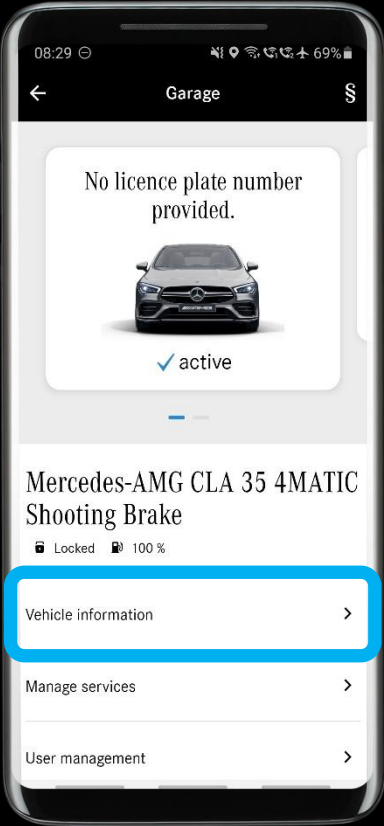 08:29 69%
Garage §
No licence plate number
provided.
active
Mercedes-AMG CLA 35 4MATIC
Shooting Brake
Locked 100 %
Vehicle information
Manage services
User management